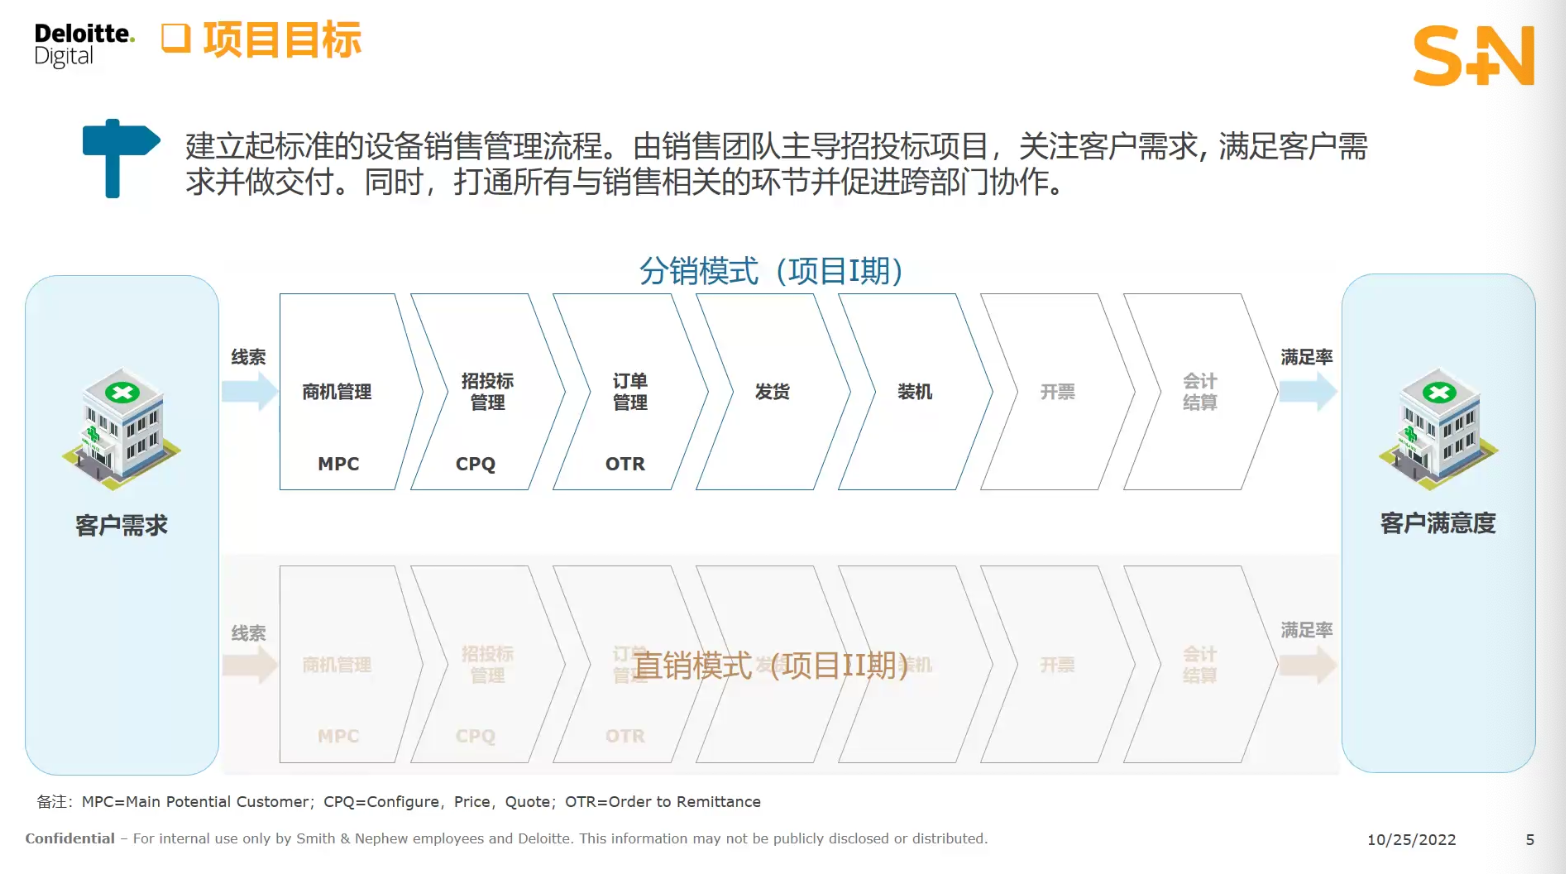 Deloitte.
Digital
项目目标
S+N
建立起标准的设备销售管理流程。由销售团队主导招投标项目，关注客户需求, 满足客户需
求并做交付。同时，打通所有与销售相关的环节并促进跨部门协作。
分销模式（项目I期）
客户需求
线索
商机管理
MPC
招投标
管理
CPQ
订单
管理
OTR
发货
装机
开票
会计
结算
满足率
客户满意度
线索
商机管理
MPC
招投标
管理
CPQ
订单
管理
OTR
发货
装机
开票
会计
结算
满足率
直销模式（项目II期）
备注：MPC=Main Potential Customer；CPQ=Configure，Price，Quote；OTR=Order to Remittance
Confidential – For internal use only by Smith & Nephew employees and Deloitte. This information may not be publicly disclosed or distributed.
10/25/2022
5